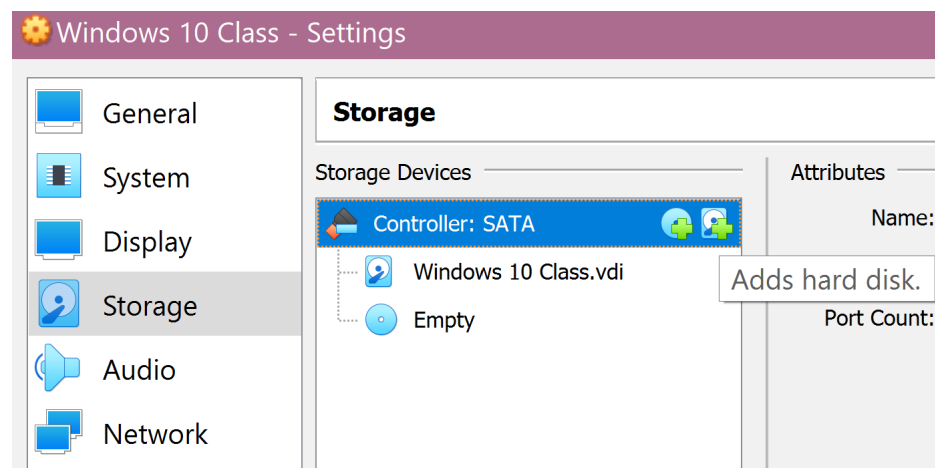 Windows 10 Class - Settings
General
System
Display
Storage
Audio
Network
Storage
Storage Devices
Controller: SATA
Windows 10 Class.vdi
Empty
Attributes
Name:
Adds hard disk.
Port Count: